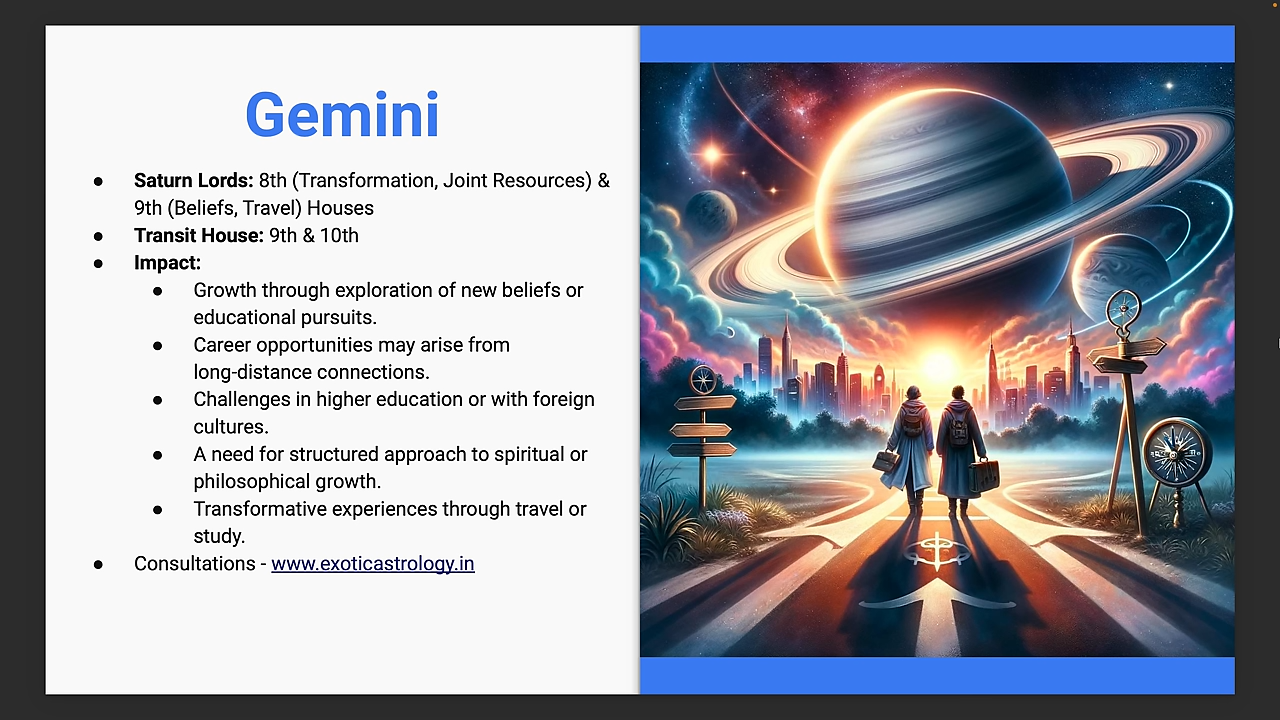 Gemini
● Saturn Lords: 8th (Transformation, Joint Resources) &
9th (Beliefs, Travel) Houses
● Transit House: 9th & 10th
● Impact:
● Growth through exploration of new beliefs or
educational pursuits.
● Career opportunities may arise from
long-distance connections.
● Challenges in higher education or with foreign
cultures.
● A need for structured approach to spiritual or
philosophical growth.
● Transformative experiences through travel or
study.
● Consultations - www.exoticastrology.in